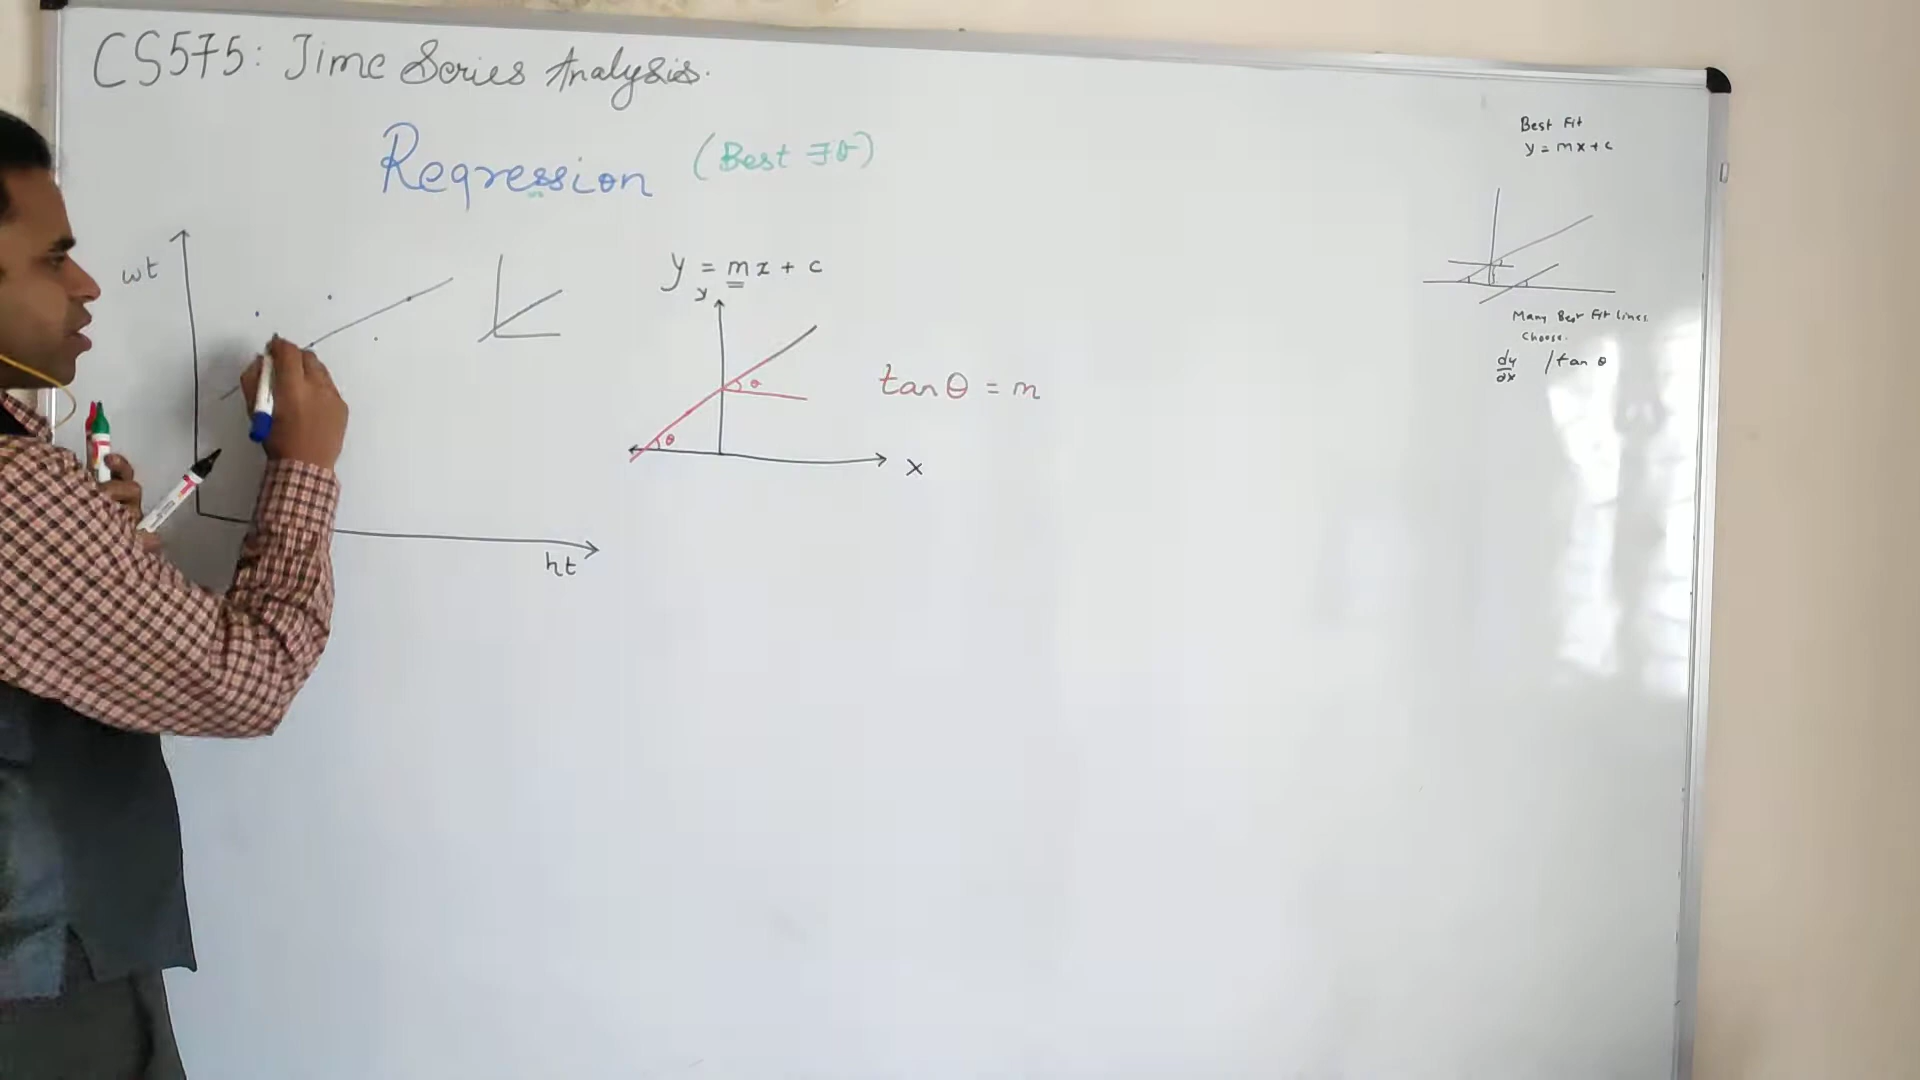 CS575: Time Series Analysis.
Regression (Best Fit)
wt
ht
y = mx + c
y
x
θ
θ
tan θ = m
Best Fit
y = mx + c
Many Best Fit lines.
Choose.
dy/dx / tan θ